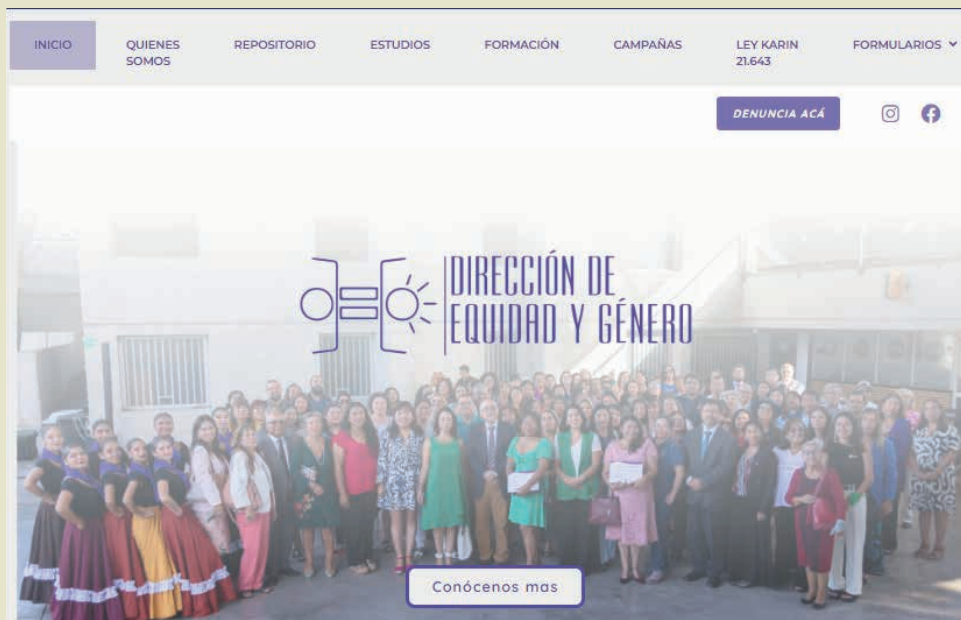 INICIO
QUIENES
SOMOS
REPOSITORIO
ESTUDIOS
FORMACIÓN
CAMPAÑAS
LEY KARIN
21.643
FORMULARIOS
DENUNCIA ACÁ
DIRECCIÓN DE
EQUIDAD Y GÉNERO
Conócenos mas